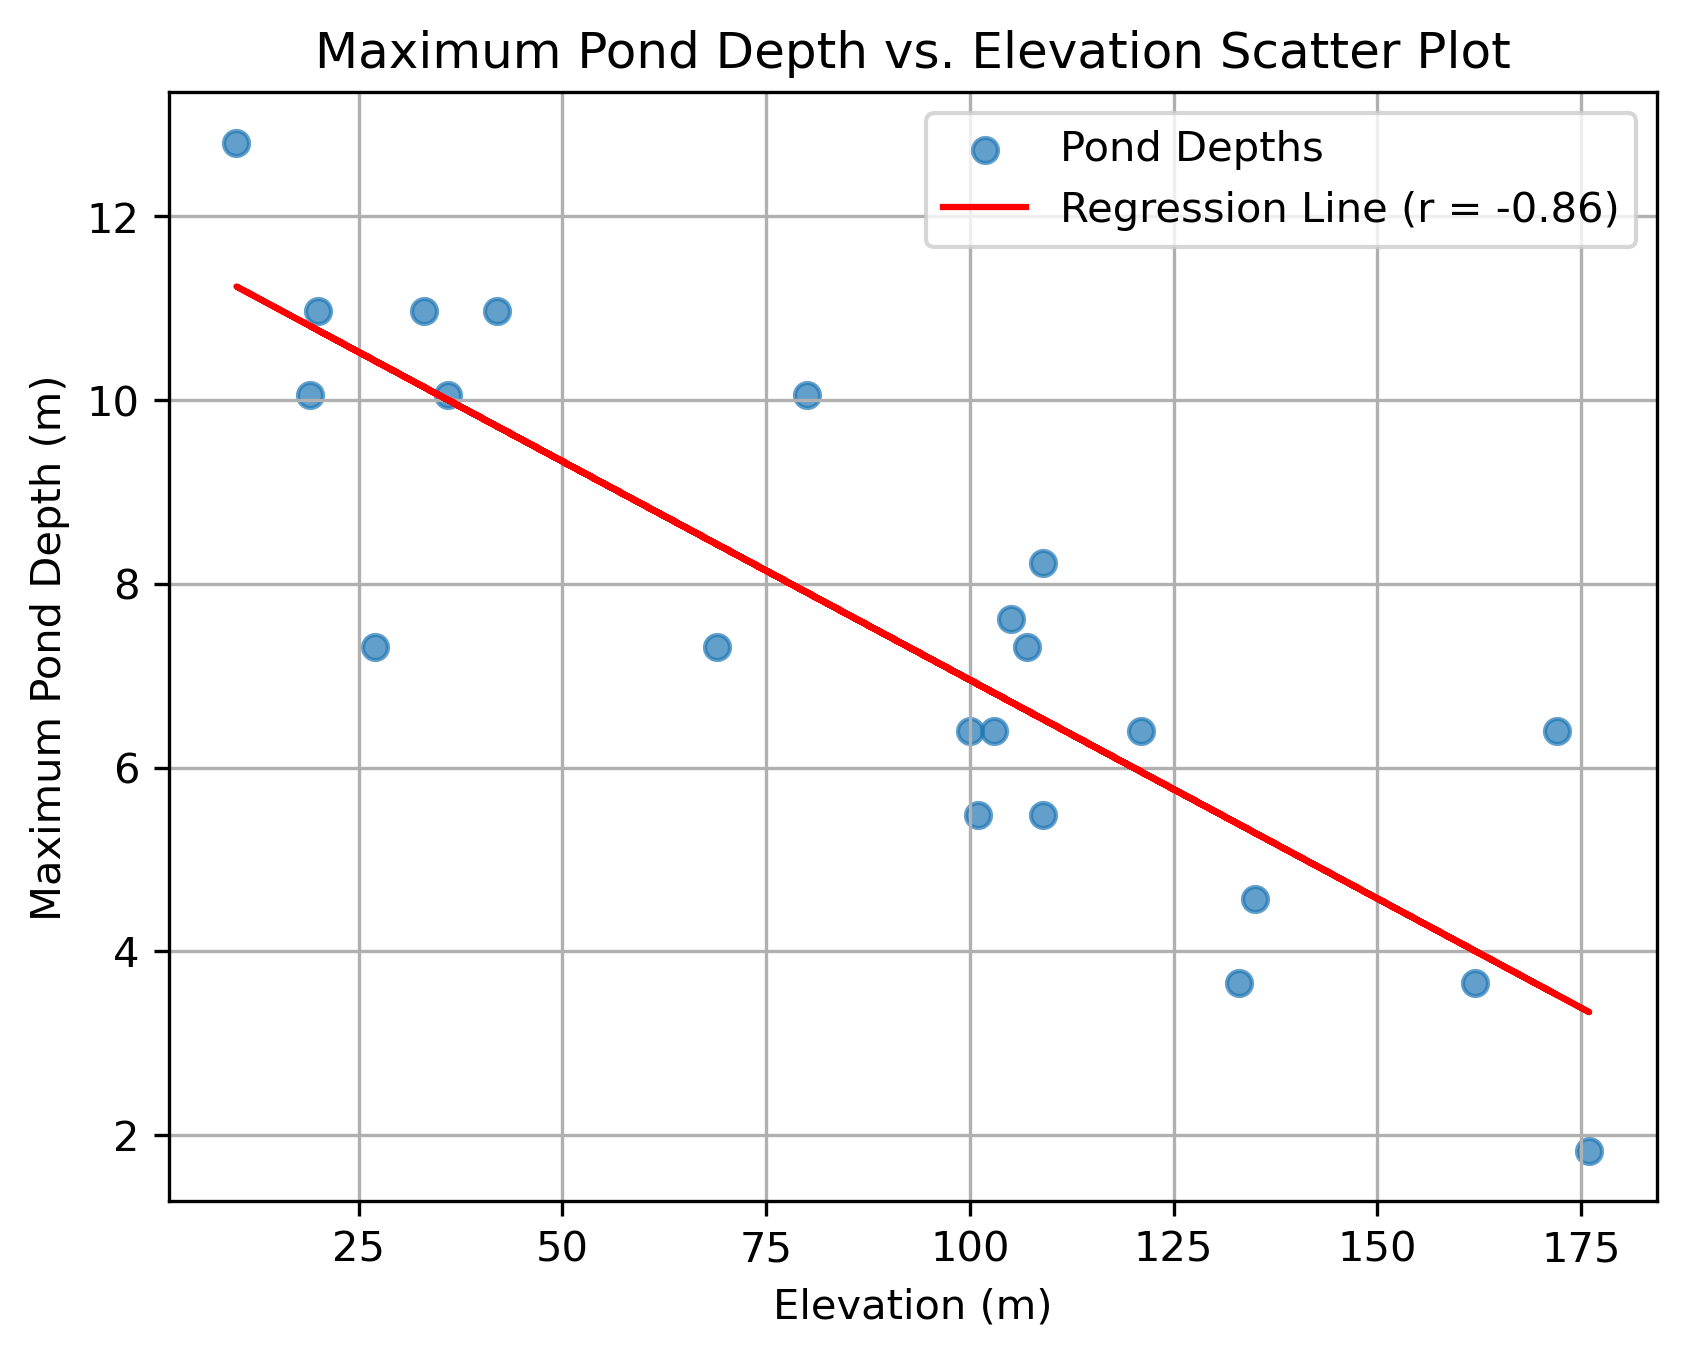 Maximum Pond Depth vs. Elevation Scatter Plot
Pond Depths
Regression Line (r = -0.86)
Maximum Pond Depth (m)
12
10
8
6
4
2
25 50 75 100 125 150 175
Elevation (m)